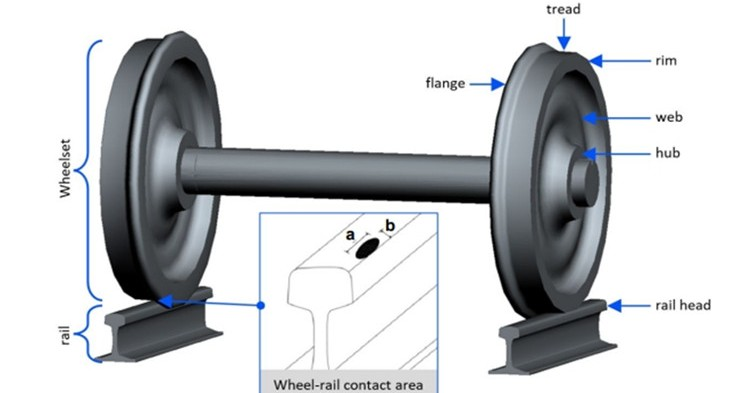 tread
rim
flange
web
hub
Wheelset
a
b
rail
rail head
Wheel-rail contact area